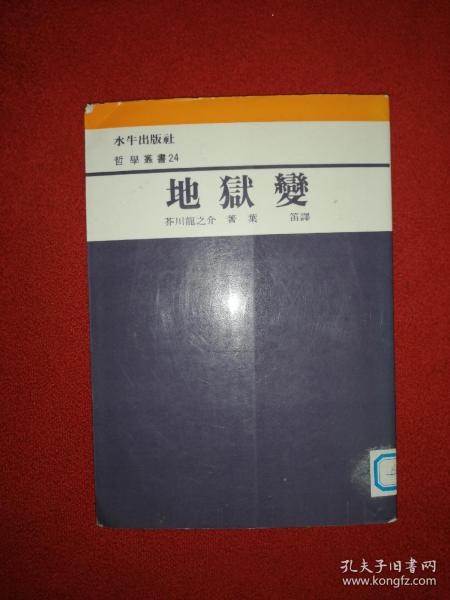 水牛出版社
哲學叢書24
地獄變
芥川龍之介 著 葉 笛譯
孔夫子旧书网
www.kongfz.com